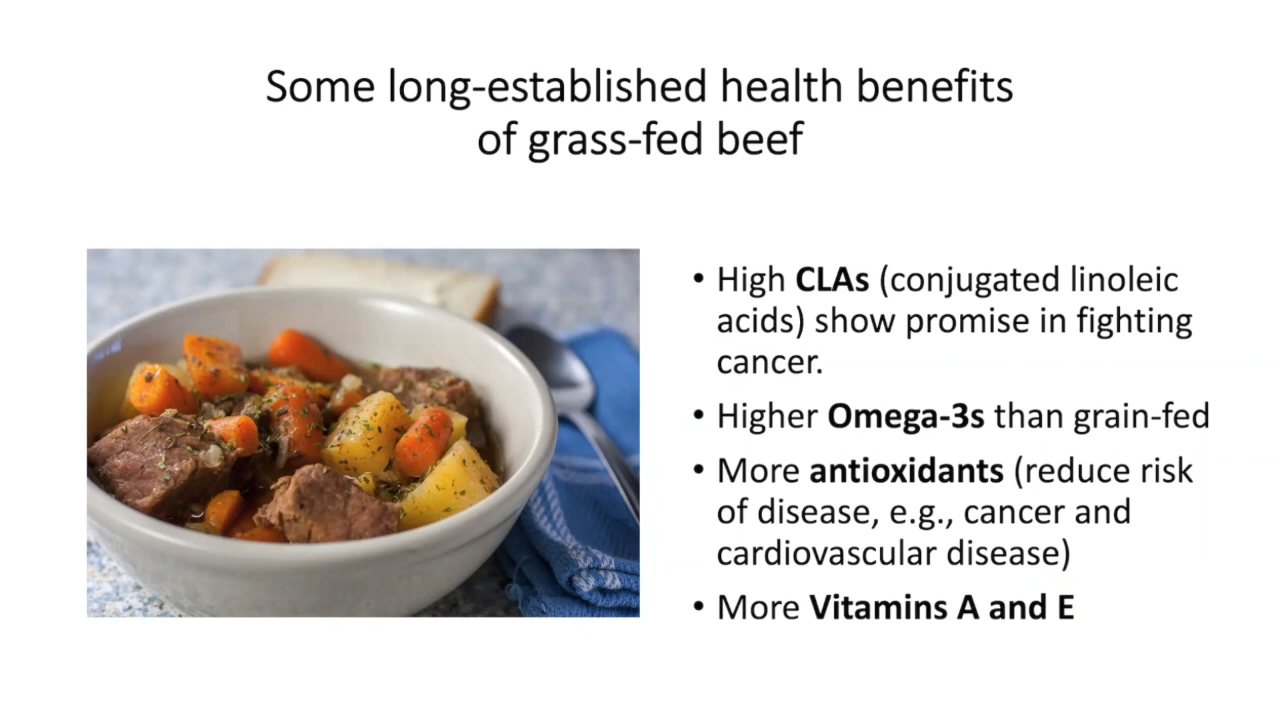 Some long-established health benefits
of grass-fed beef
• High CLAs (conjugated linoleic
acids) show promise in fighting
cancer.
• Higher Omega-3s than grain-fed
• More antioxidants (reduce risk
of disease, e.g., cancer and
cardiovascular disease)
• More Vitamins A and E